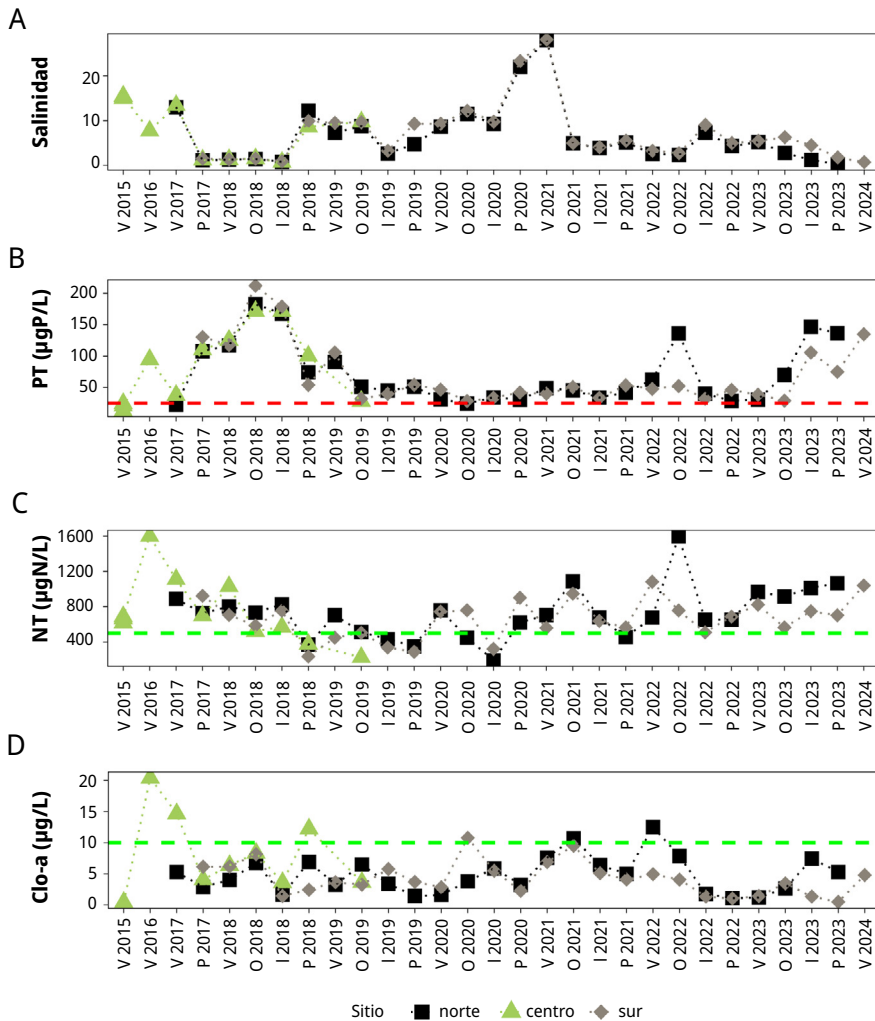 A
Salinidad
20
10
0
V 2015
V 2016
V 2017
P 2017
V 2018
O 2018
I 2018
P 2018
V 2019
O 2019
I 2019
P 2019
V 2020
O 2020
I 2020
P 2020
V 2021
O 2021
I 2021
P 2021
V 2022
O 2022
I 2022
P 2022
V 2023
O 2023
I 2023
P 2023
V 2024
B
PT (µgP/L)
200
150
100
50
V 2015
V 2016
V 2017
P 2017
V 2018
O 2018
I 2018
P 2018
V 2019
O 2019
I 2019
P 2019
V 2020
O 2020
I 2020
P 2020
V 2021
O 2021
I 2021
P 2021
V 2022
O 2022
I 2022
P 2022
V 2023
O 2023
I 2023
P 2023
V 2024
C
NT (µgN/L)
1600
1200
800
400
V 2015
V 2016
V 2017
P 2017
V 2018
O 2018
I 2018
P 2018
V 2019
O 2019
I 2019
P 2019
V 2020
O 2020
I 2020
P 2020
V 2021
O 2021
I 2021
P 2021
V 2022
O 2022
I 2022
P 2022
V 2023
O 2023
I 2023
P 2023
V 2024
D
Clo-a (µg/L)
20
15
10
5
0
V 2015
V 2016
V 2017
P 2017
V 2018
O 2018
I 2018
P 2018
V 2019
O 2019
I 2019
P 2019
V 2020
O 2020
I 2020
P 2020
V 2021
O 2021
I 2021
P 2021
V 2022
O 2022
I 2022
P 2022
V 2023
O 2023
I 2023
P 2023
V 2024
Sitio norte centro sur